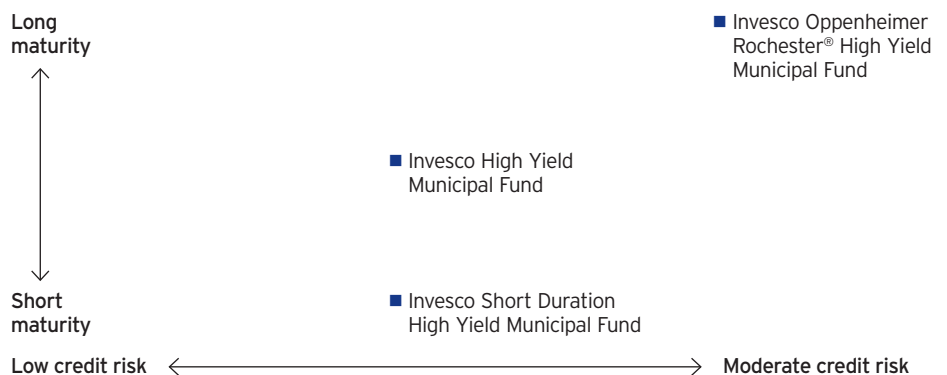 Long
maturity
Invesco Oppenheimer
Rochester® High Yield
Municipal Fund
Invesco High Yield
Municipal Fund
Short
maturity
Invesco Short Duration
High Yield Municipal Fund
Low credit risk
Moderate credit risk